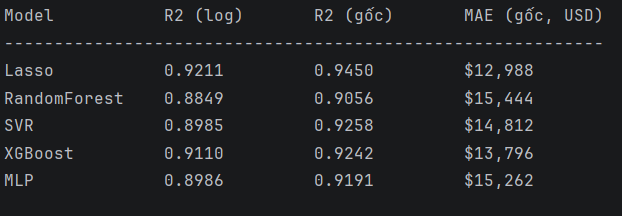 Model R2 (log) R2 (gốc) MAE (gốc, USD)
------------------------------------------------------------
Lasso 0.9211 0.9450 $12,988
RandomForest 0.8849 0.9056 $15,444
SVR 0.8985 0.9258 $14,812
XGBoost 0.9110 0.9242 $13,796
MLP 0.8986 0.9191 $15,262